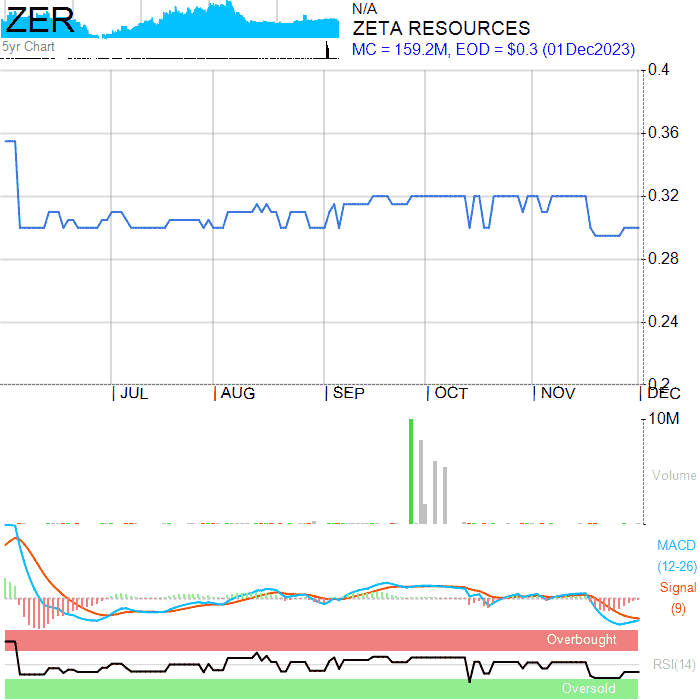 ZER
5yr Chart
N/A
ZETA RESOURCES
MC = 159.2M, EOD = $0.3 (01Dec2023)
0.4
0.36
0.32
0.28
0.24
0.2
JUL
AUG
SEP
OCT
NOV
DEC
10M
Volume
MACD
(12-26)
Signal
(9)
Overbought
RSI(14)
Oversold